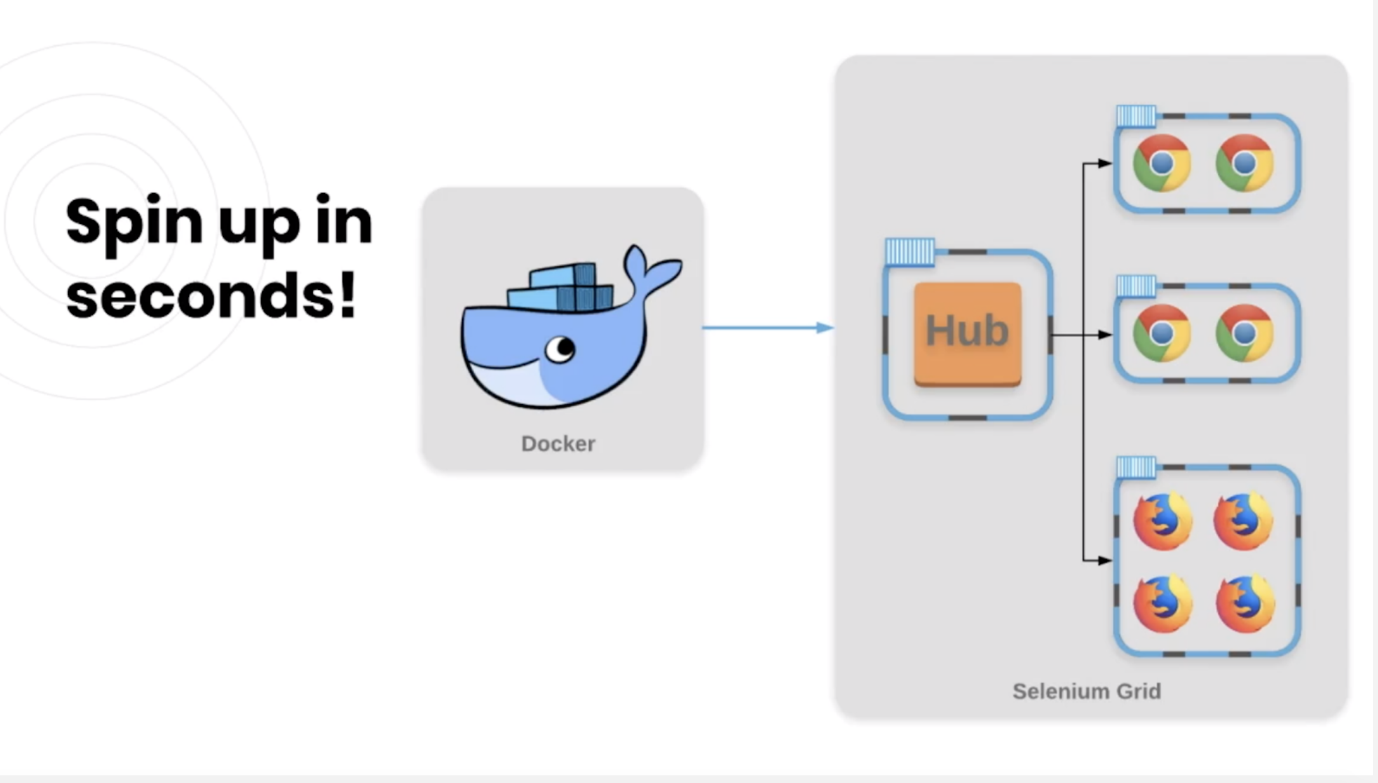 Spin up in
seconds!
Docker
Hub
Selenium Grid